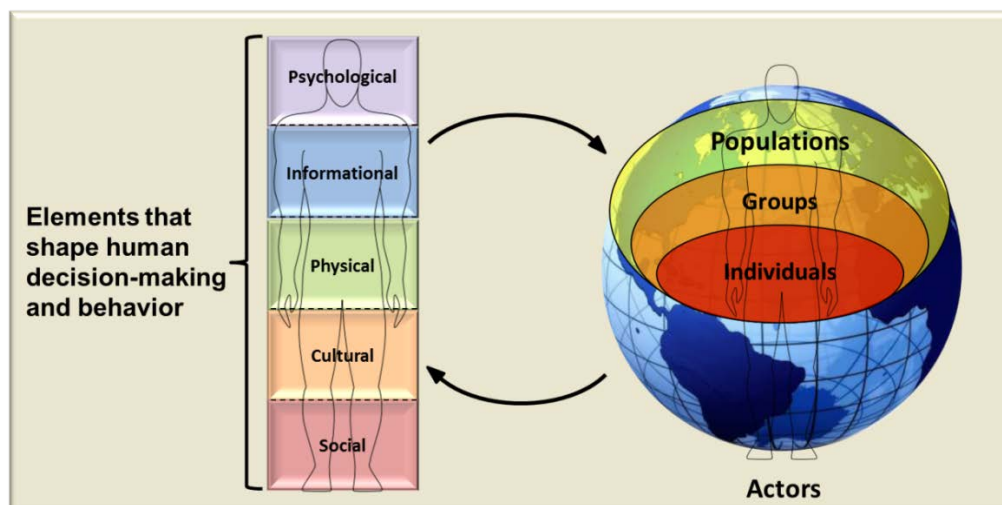 Elements that
shape human
decision-making
and behavior
Psychological
Informational
Physical
Cultural
Social
Populations
Groups
Individuals
Actors